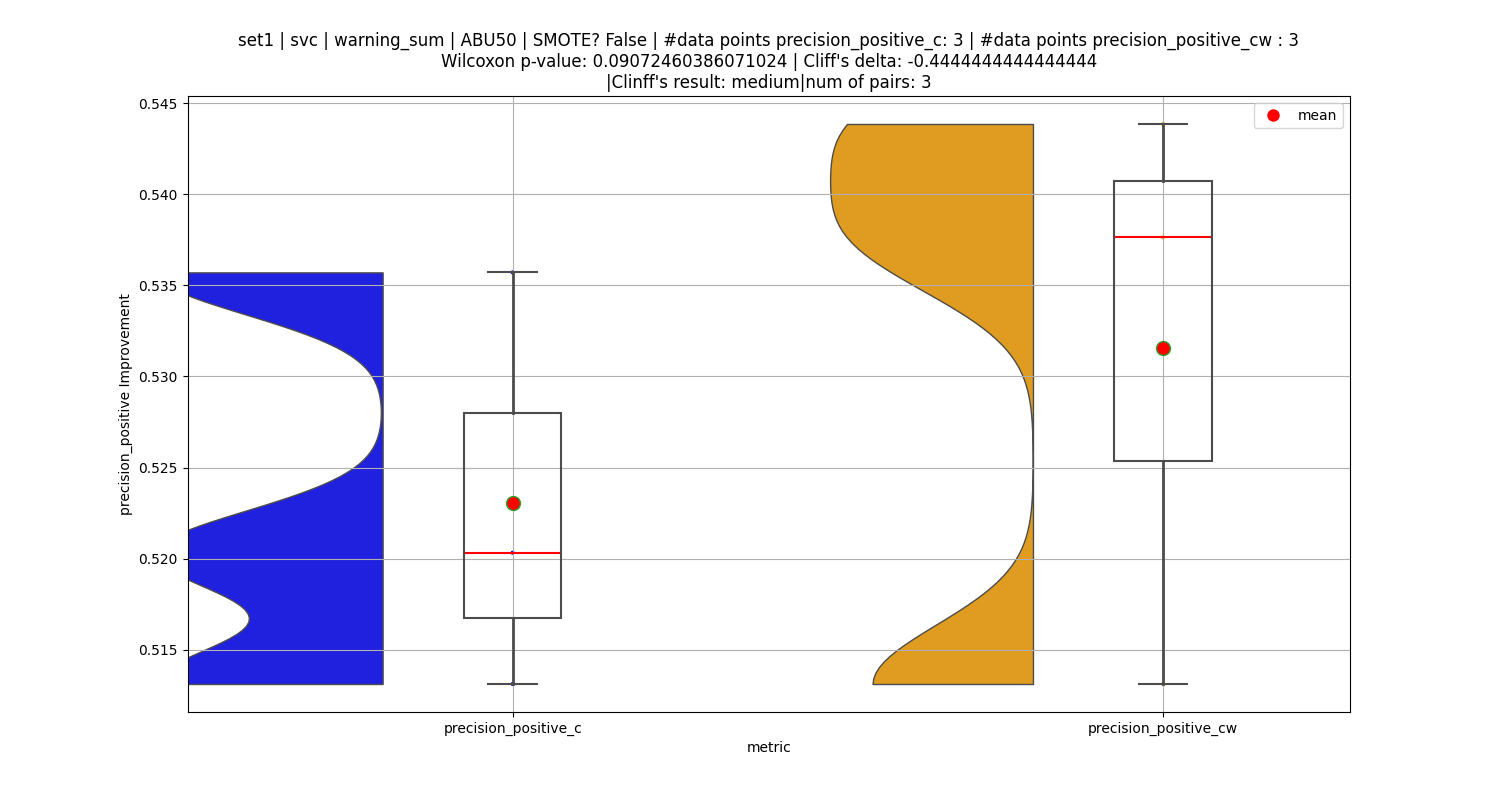 set1 | svc | warning_sum | ABU50 | SMOTE? False | #data points precision_positive_c: 3 | #data points precision_positive_cw : 3
Wilcoxon p-value: 0.09072460386071024 | Cliff's delta: -0.4444444444444444
|Clinff's result: medium|num of pairs: 3
mean
0.545
0.540
0.535
0.530
0.525
0.520
0.515
precision_positive Improvement
precision_positive_c
precision_positive_cw
metric